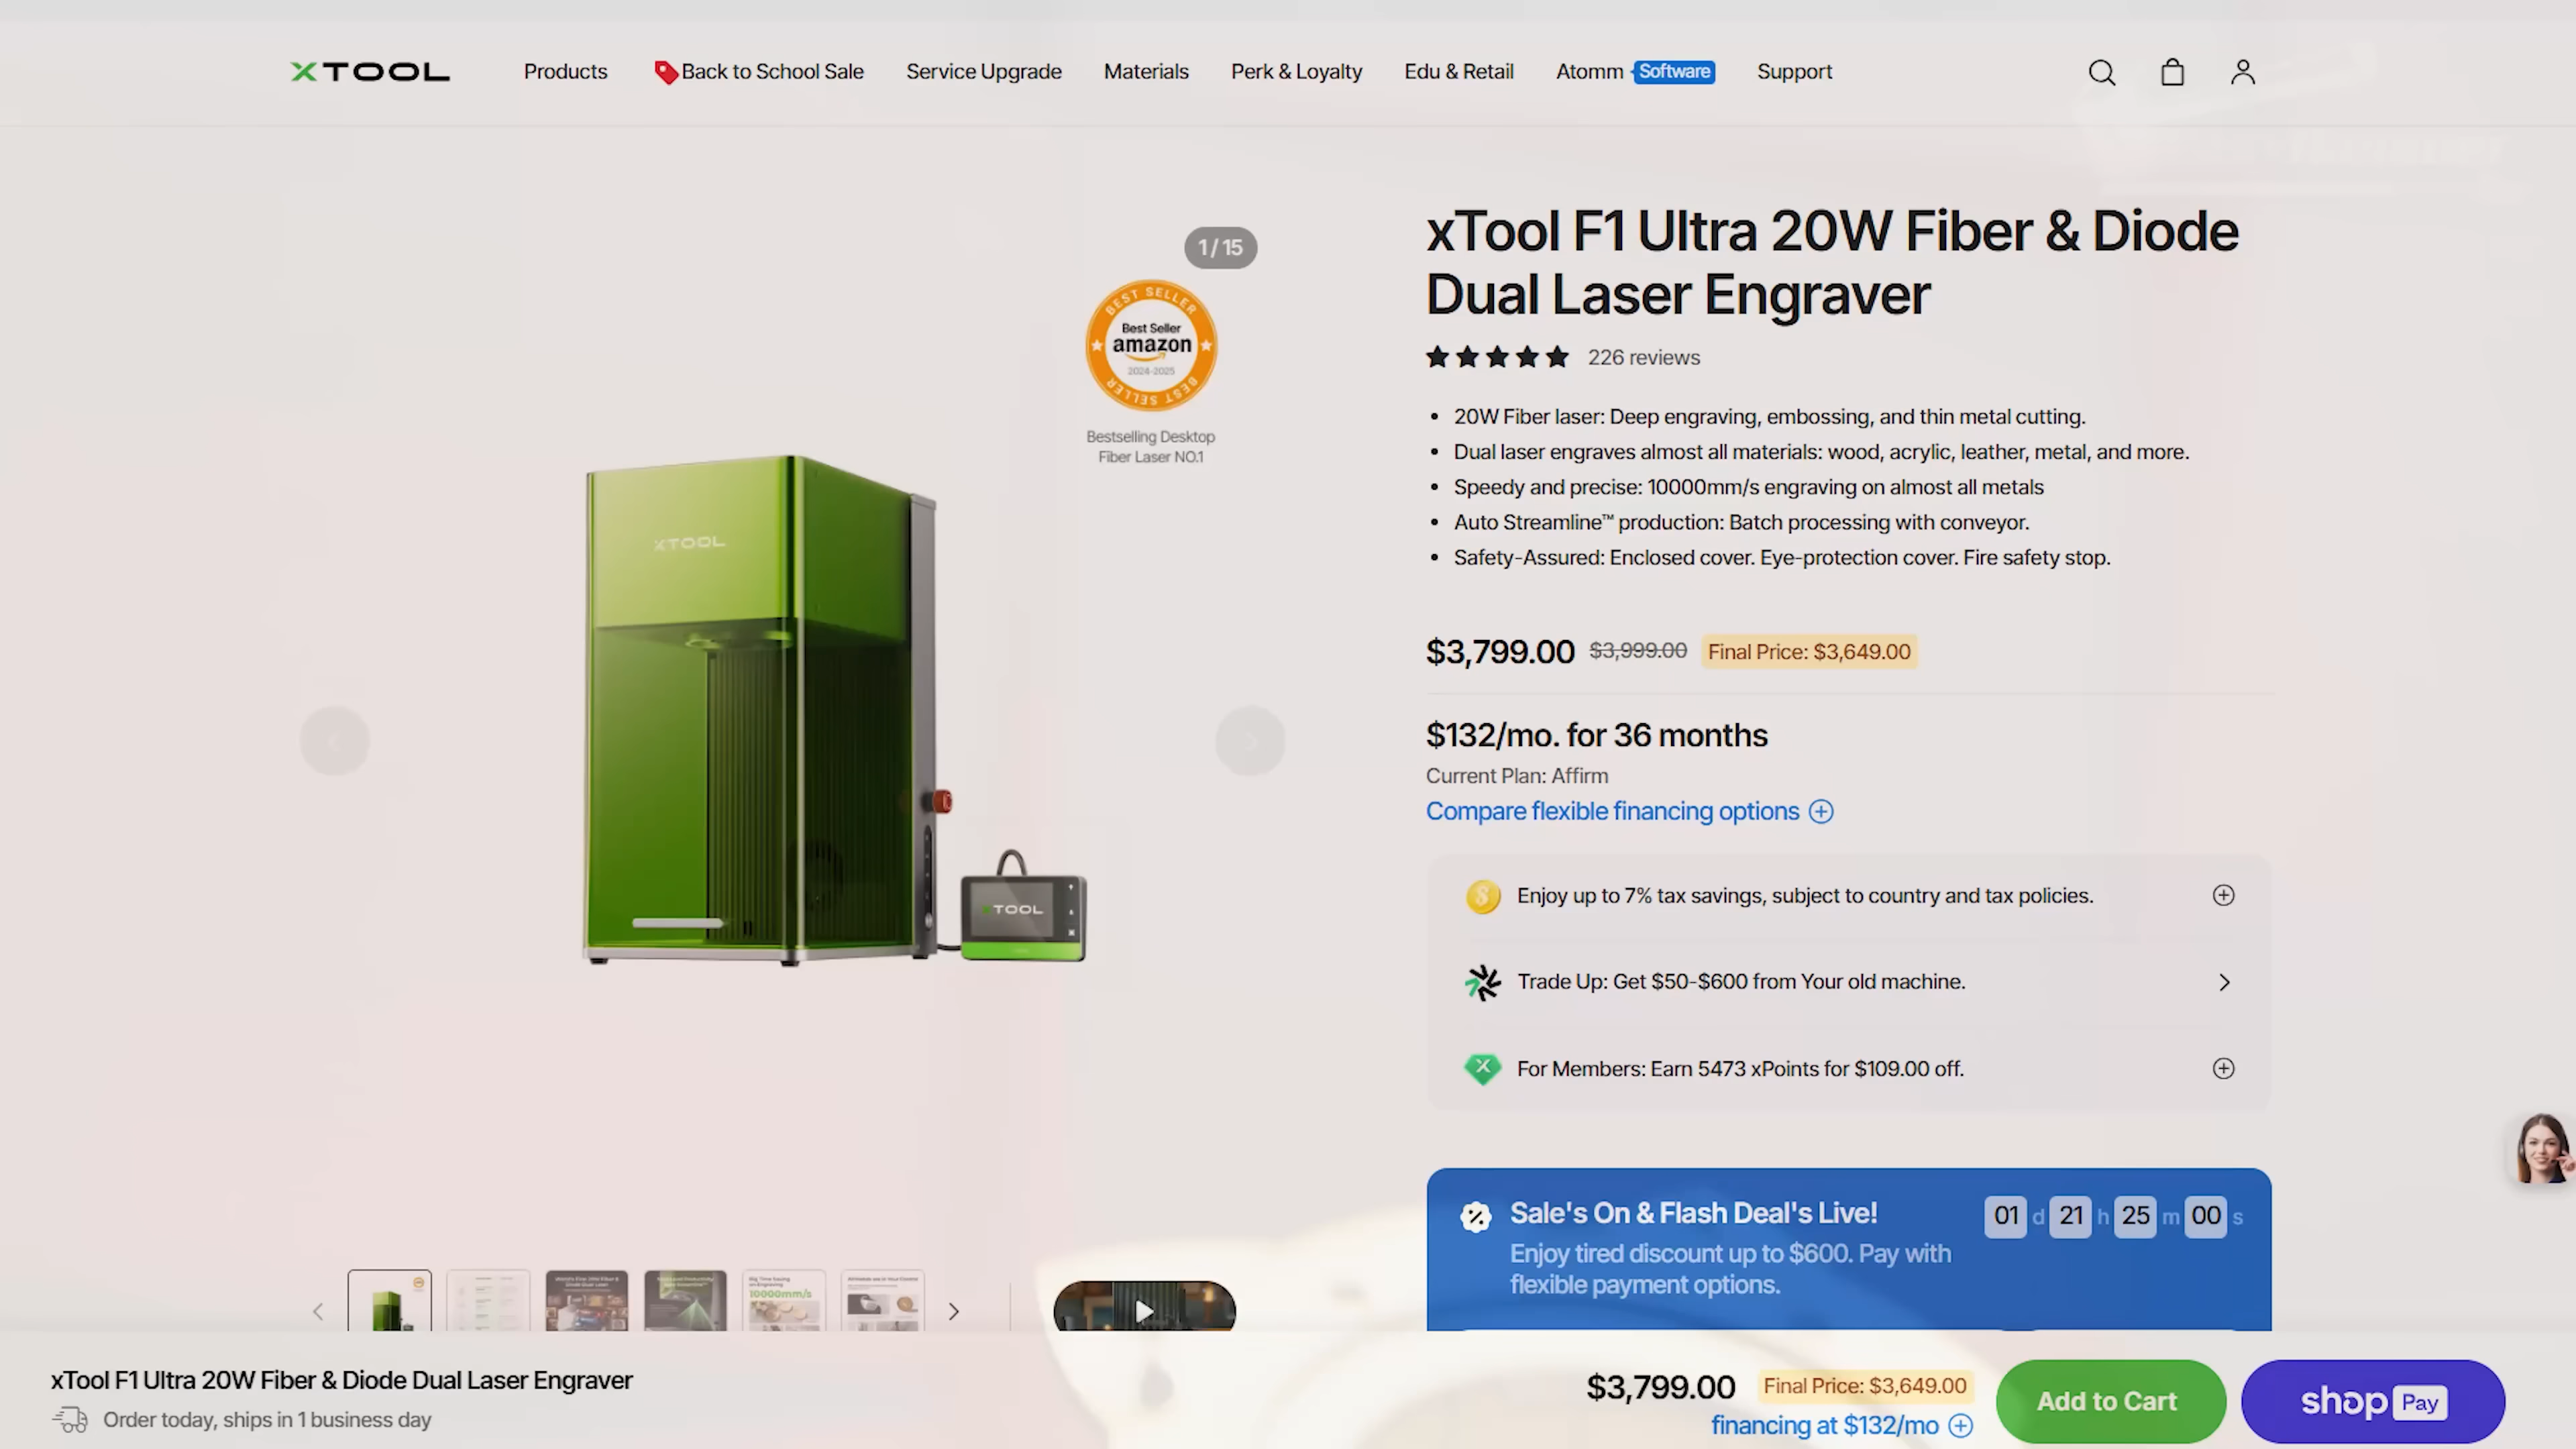 XTOOL
Products
Back to School Sale
Service Upgrade
Materials
Perk & Loyalty
Edu & Retail
Atomm
Software
Support
1 / 15
BEST SELLER
Best Seller
amazon
2024-2025
BEST SELLER
Bestselling Desktop
Fiber Laser NO.1
XTOOL
XTOOL
xTool F1 Ultra 20W Fiber & Diode
Dual Laser Engraver
226 reviews
• 20W Fiber laser: Deep engraving, embossing, and thin metal cutting.
• Dual laser engraves almost all materials: wood, acrylic, leather, metal, and more.
• Speedy and precise: 10000mm/s engraving on almost all metals
• Auto Streamline™ production: Batch processing with conveyor.
• Safety-Assured: Enclosed cover. Eye-protection cover. Fire safety stop.
$3,799.00 $3,999.00 Final Price: $3,649.00
$132/mo. for 36 months
Current Plan: Affirm
Compare flexible financing options
Enjoy up to 7% tax savings, subject to country and tax policies.
Trade Up: Get $50-$600 from Your old machine.
For Members: Earn 5473 xPoints for $109.00 off.
Sale's On & Flash Deal's Live!
01 d 21 h 25 m 00 s
Enjoy tired discount up to $600. Pay with
flexible payment options.
10000mm/s
xTool F1 Ultra 20W Fiber & Diode Dual Laser Engraver
Order today, ships in 1 business day
$3,799.00 Final Price: $3,649.00
financing at $132/mo
Add to Cart
shop Pay